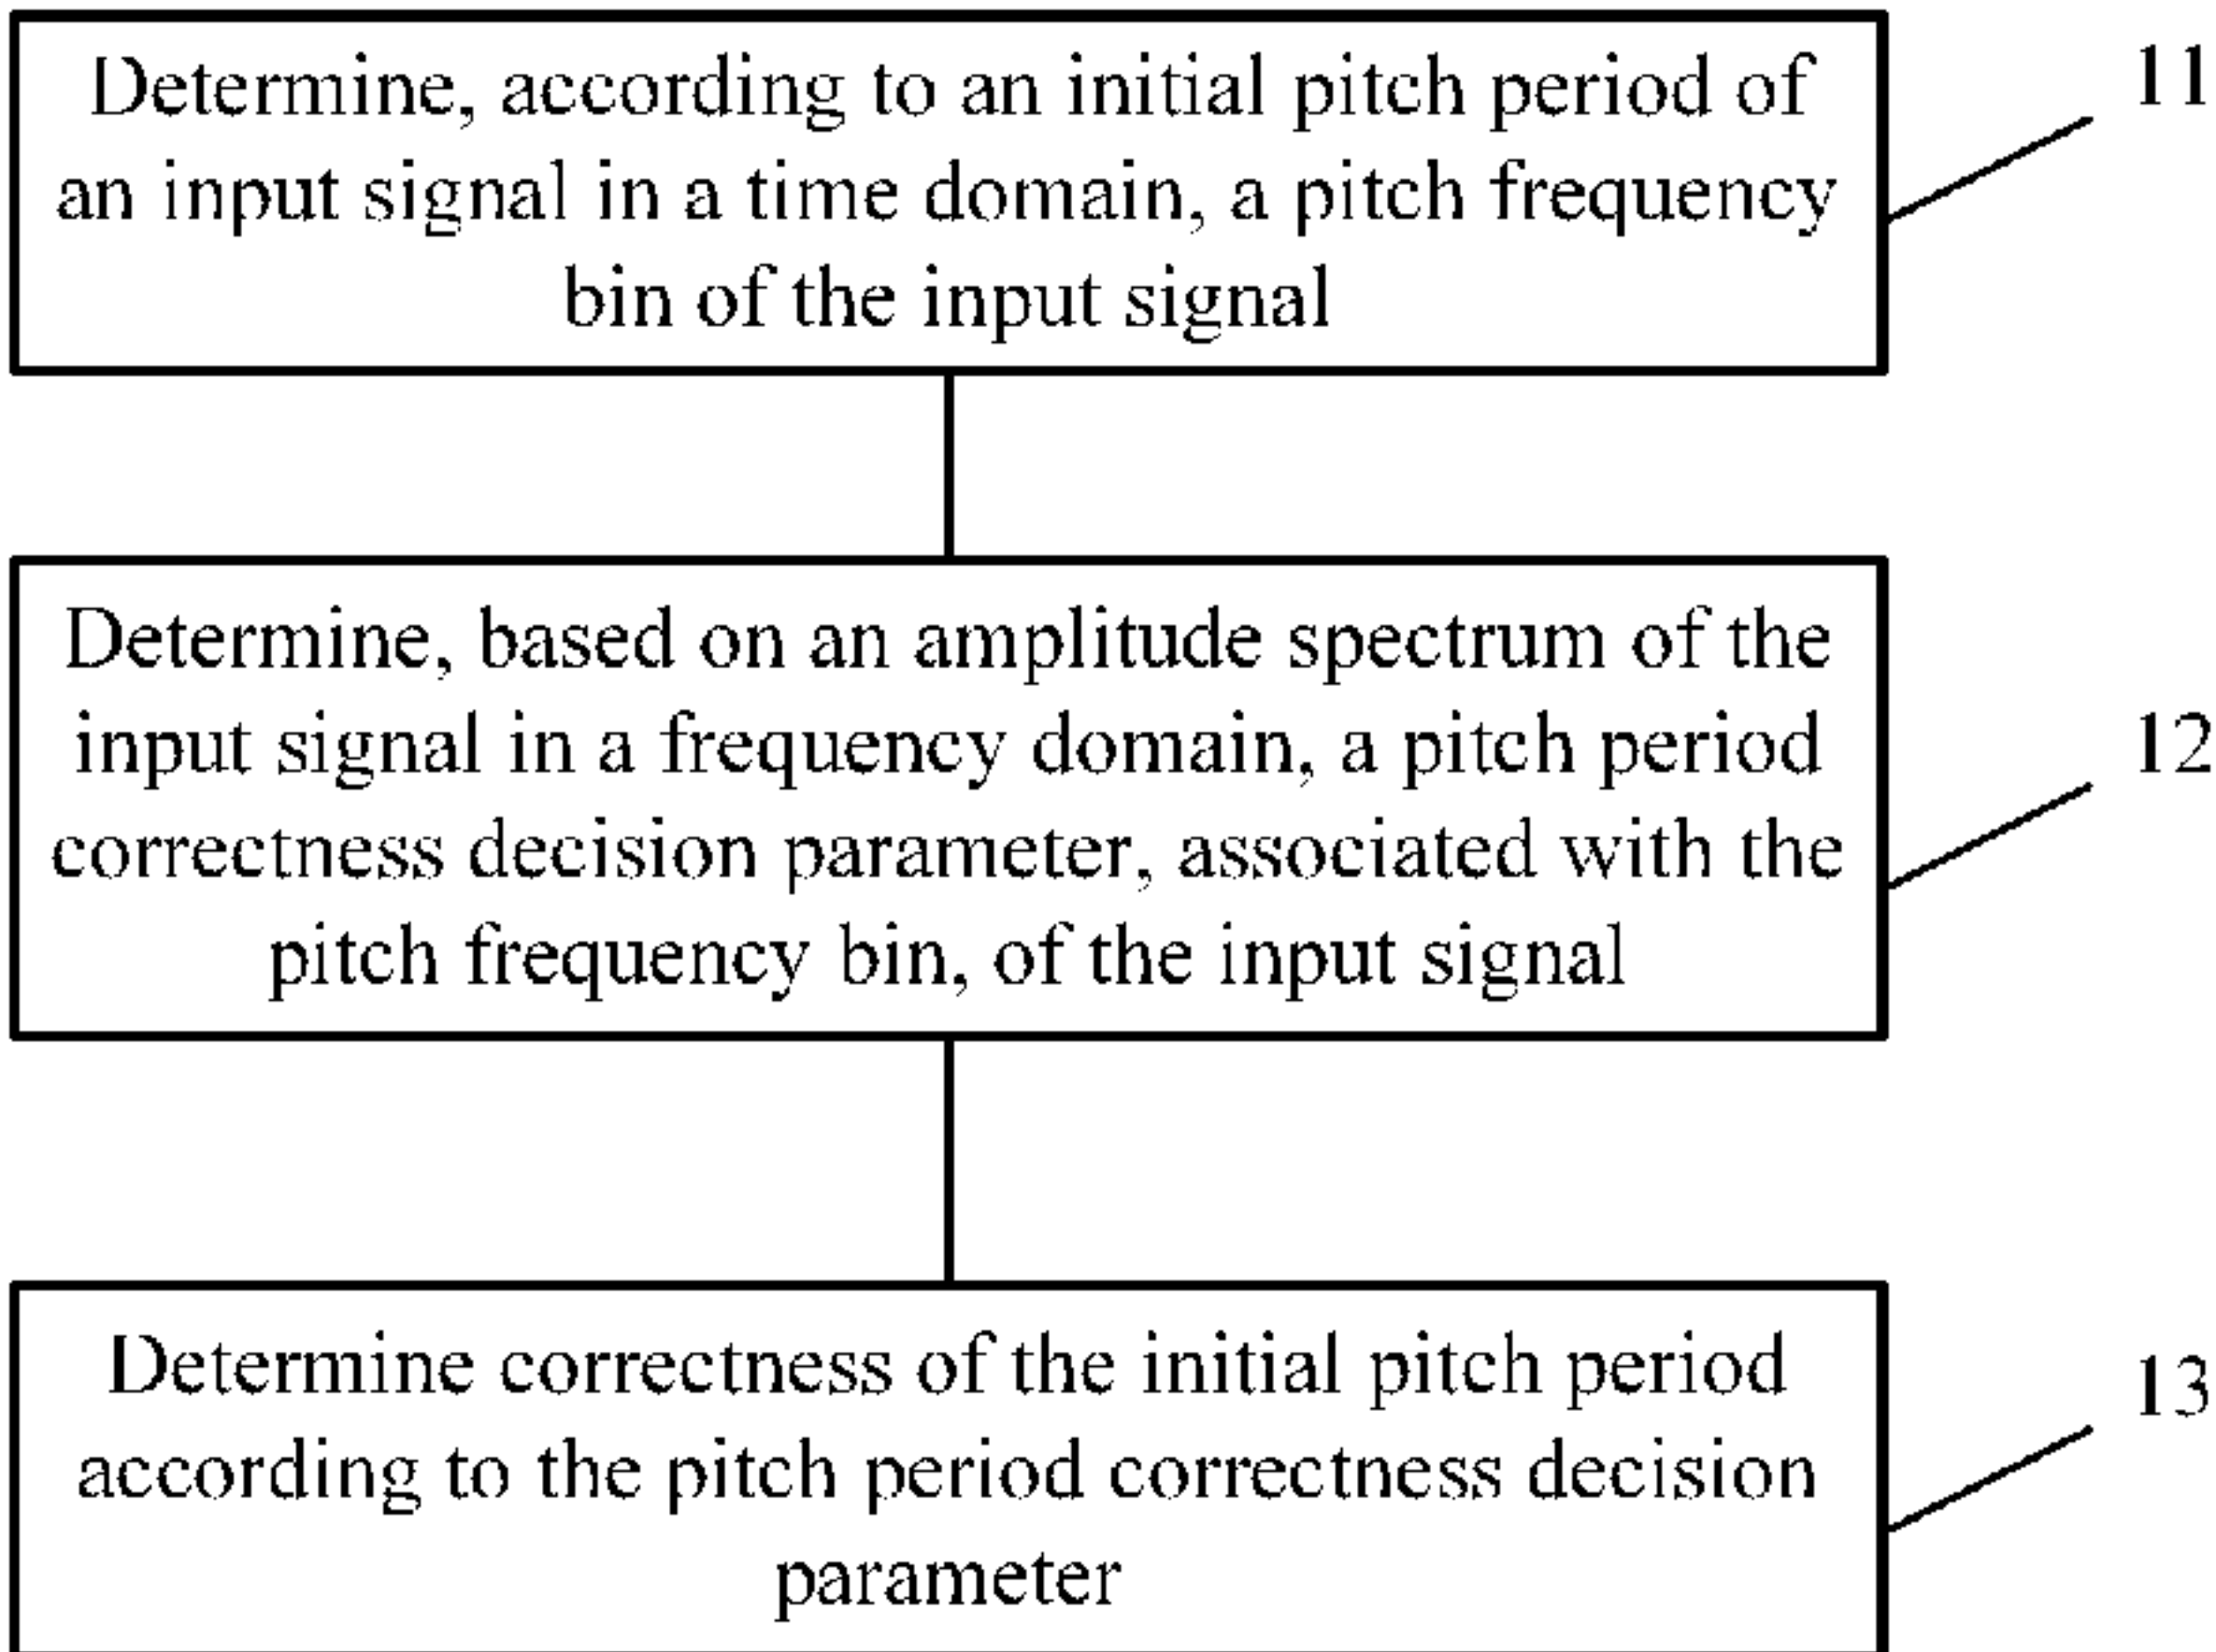 Determine, according to an initial pitch period of
an input signal in a time domain, a pitch frequency
bin of the input signal
11
Determine, based on an amplitude spectrum of the
input signal in a frequency domain, a pitch period
correctness decision parameter, associated with the
pitch frequency bin, of the input signal
12
Determine correctness of the initial pitch period
according to the pitch period correctness decision
parameter
13